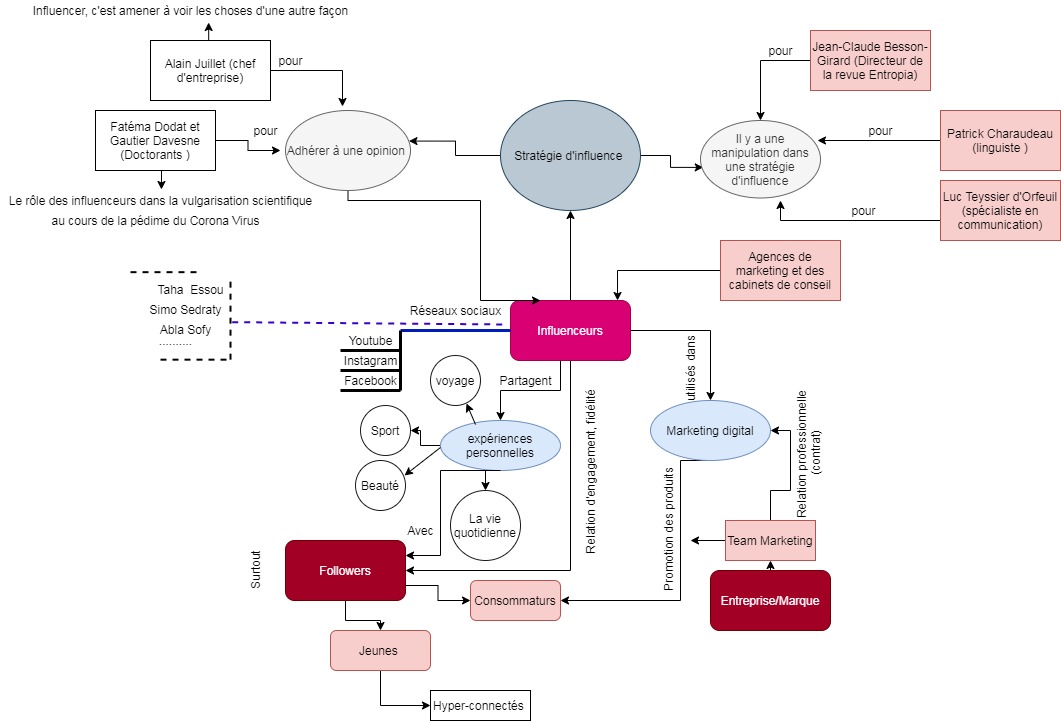 Influencer, c'est amener à voir les choses d'une autre façon
Alain Juillet (chef
d'entreprise)
pour
Fatéma Dodat et
Gautier Davesne
(Doctorants )
pour
Adhérer à une opinion
Le rôle des influenceurs dans la vulgarisation scientifique
au cours de la pédime du Corona Virus
Stratégie d'influence
Jean-Claude Besson-
Girard (Directeur de
la revue Entropia)
pour
Il y a une
manipulation dans
une stratégie
d'influence
pour
Patrick Charaudeau
(linguiste )
pour
Luc Teyssier d'Orfeuil
(spécialiste en
communication)
Agences de
marketing et des
cabinets de conseil
Taha Essou
Simo Sedraty
Abla Sofy
..........
Réseaux sociaux
Influenceurs
Youtube
Instagram
Facebook
voyage
Partagent
Sport
expériences
personnelles
Beauté
La vie
quotidienne
Relation d'engagement, fidélité
utilisés dans
Marketing digital
Relation professionnelle
(contrat)
Promotion des produits
Avec
Team Marketing
Surtout
Followers
Consommaturs
Entreprise/Marque
Jeunes
Hyper-connectés